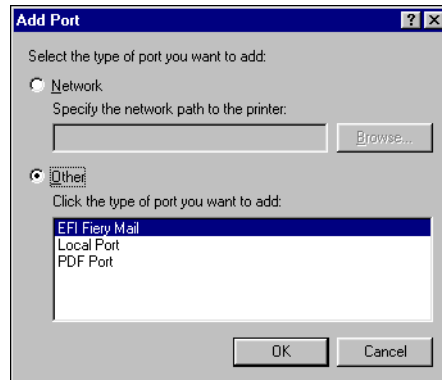 Add Port
Select the type of port you want to add:
Network
Specify the network path to the printer:
Browse...
Other
Click the type of port you want to add:
EFI Fiery Mail
Local Port
PDF Port
OK Cancel